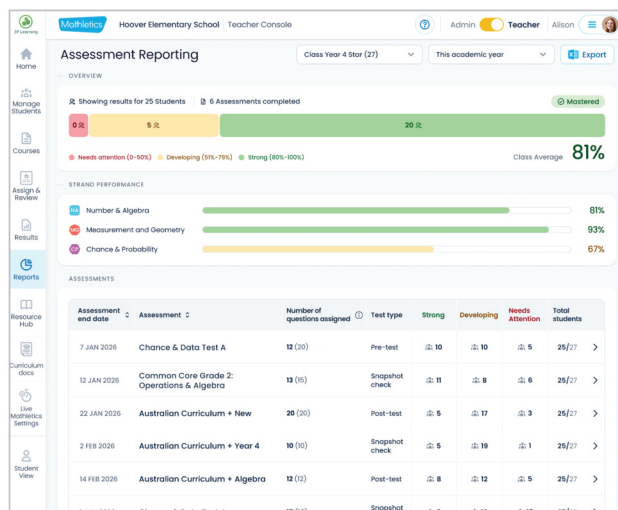 3P Learning
Mathletics Hoover Elementary School Teacher Console Admin Teacher Alison
Home
Manage Students
Courses
Assign & Review
Results
Reports
Resource Hub
Curriculum docs
Live Mathletics Settings
Student View
Assessment Reporting Class Year 4 Star (27) This academic year Export
OVERVIEW
Showing results for 25 Students 6 Assessments completed Mastered
0 5 20
Needs attention (0-50%) Developing (51%-79%) Strong (80%-100%) Class Average 81%
STRAND PERFORMANCE
NA Number & Algebra 81%
MG Measurement and Geometry 93%
CP Chance & Probability 67%
ASSESSMENTS
Assessment end date Assessment Number of questions assigned Test type Strong Developing Needs Attention Total students
7 JAN 2026 Chance & Data Test A 12 (20) Pre-test 10 10 5 25/27
12 JAN 2026 Common Core Grade 2: Operations & Algebra 13 (15) Snapshot check 11 8 6 25/27
22 JAN 2026 Australian Curriculum + New 20 (20) Post-test 5 17 3 25/27
2 FEB 2026 Australian Curriculum + Year 4 10 (10) Snapshot check 5 19 1 25/27
14 FEB 2026 Australian Curriculum + Algebra 12 (12) Post-test 8 12 5 25/27
Snapshot